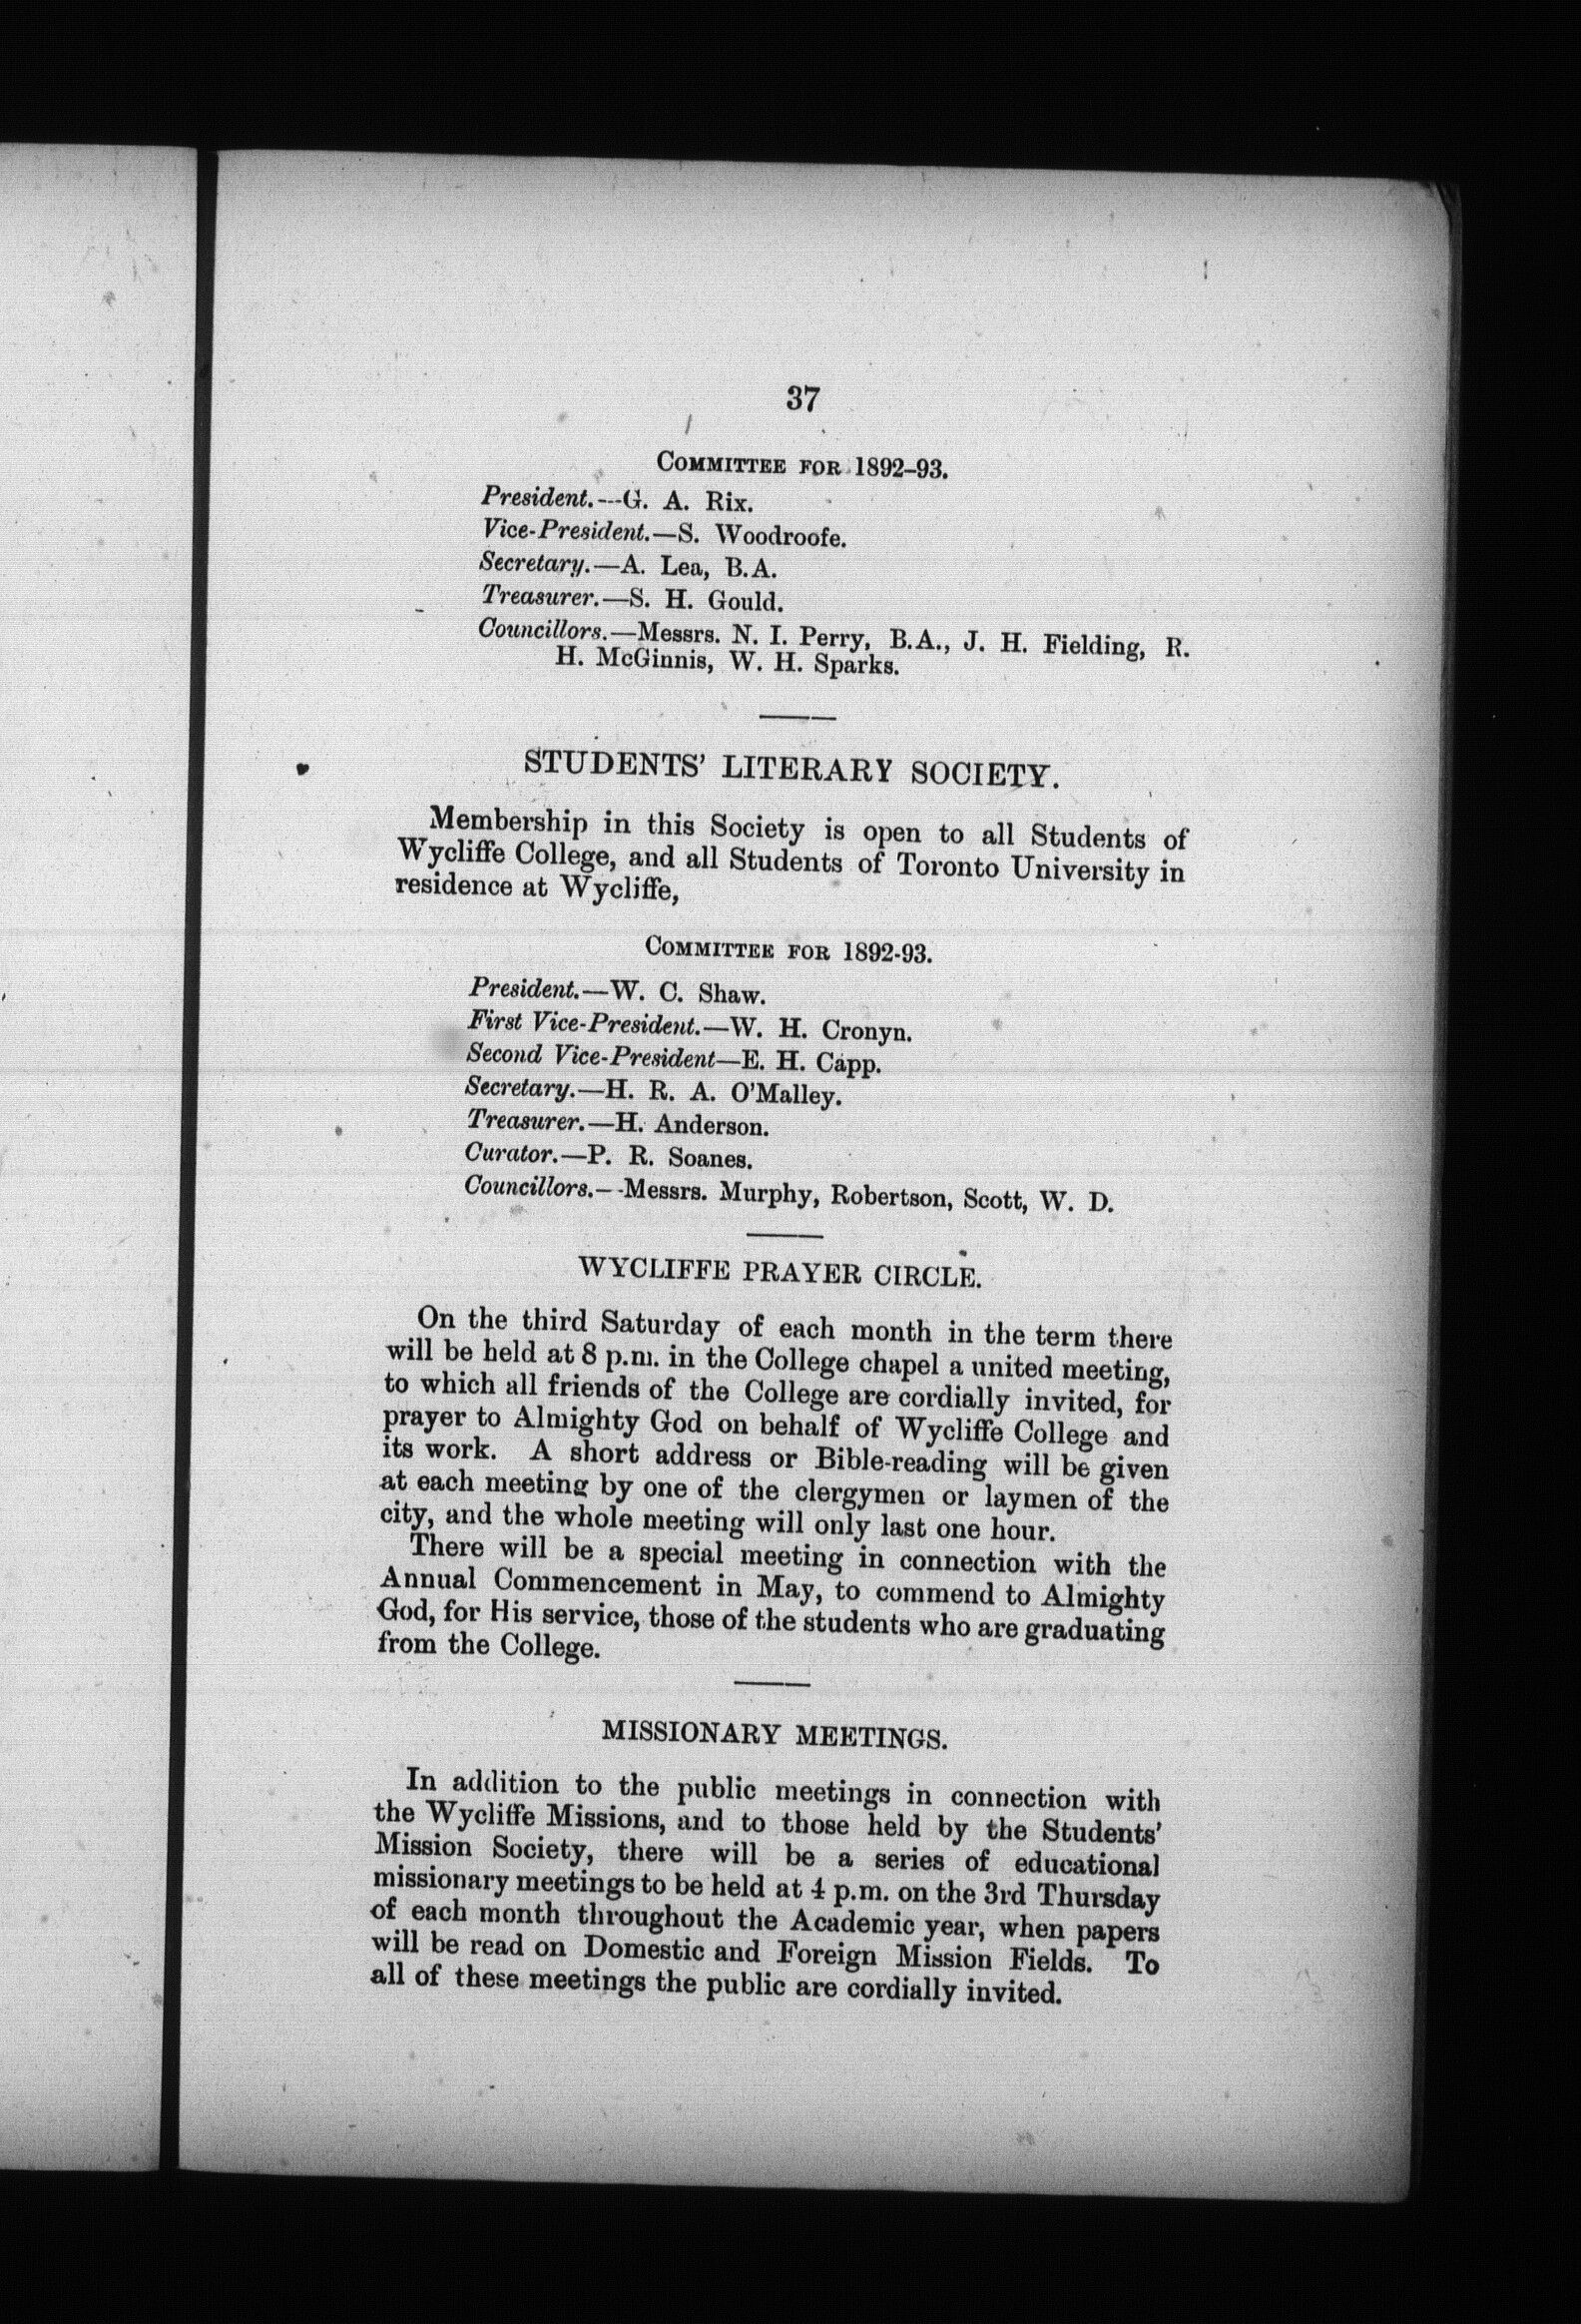 37
COMMITTEE FOR 1892-93.
President.—G. A. Rix.
Vice-President.—S. Woodroofe.
Secretary.—A. Lea, B.A.
Treasurer.—S. H. Gould.
Councillors.—Messrs. N. I. Perry, B.A., J. H. Fielding, R.
H. McGinnis, W. H. Sparks.
STUDENTS' LITERARY SOCIETY.
Membership in this Society is open to all Students of
Wycliffe College, and all Students of Toronto University in
residence at Wycliffe,
COMMITTEE FOR 1892-93.
President.—W. C. Shaw.
First Vice-President.—W. H. Cronyn.
Second Vice-President—E. H. Capp.
Secretary.—H. R. A. O'Malley.
Treasurer.—H. Anderson.
Curator.—P. R. Soanes.
Councillors.—Messrs. Murphy, Robertson, Scott, W. D.
WYCLIFFE PRAYER CIRCLE.
On the third Saturday of each month in the term there
will be held at 8 p.m. in the College chapel a united meeting,
to which all friends of the College are cordially invited, for
prayer to Almighty God on behalf of Wycliffe College and
its work. A short address or Bible-reading will be given
at each meeting by one of the clergymen or laymen of the
city, and the whole meeting will only last one hour.
There will be a special meeting in connection with the
Annual Commencement in May, to commend to Almighty
God, for His service, those of the students who are graduating
from the College.
MISSIONARY MEETINGS.
In addition to the public meetings in connection with
the Wycliffe Missions, and to those held by the Students'
Mission Society, there will be a series of educational
missionary meetings to be held at 4 p.m. on the 3rd Thursday
of each month throughout the Academic year, when papers
will be read on Domestic and Foreign Mission Fields. To
all of these meetings the public are cordially invited.